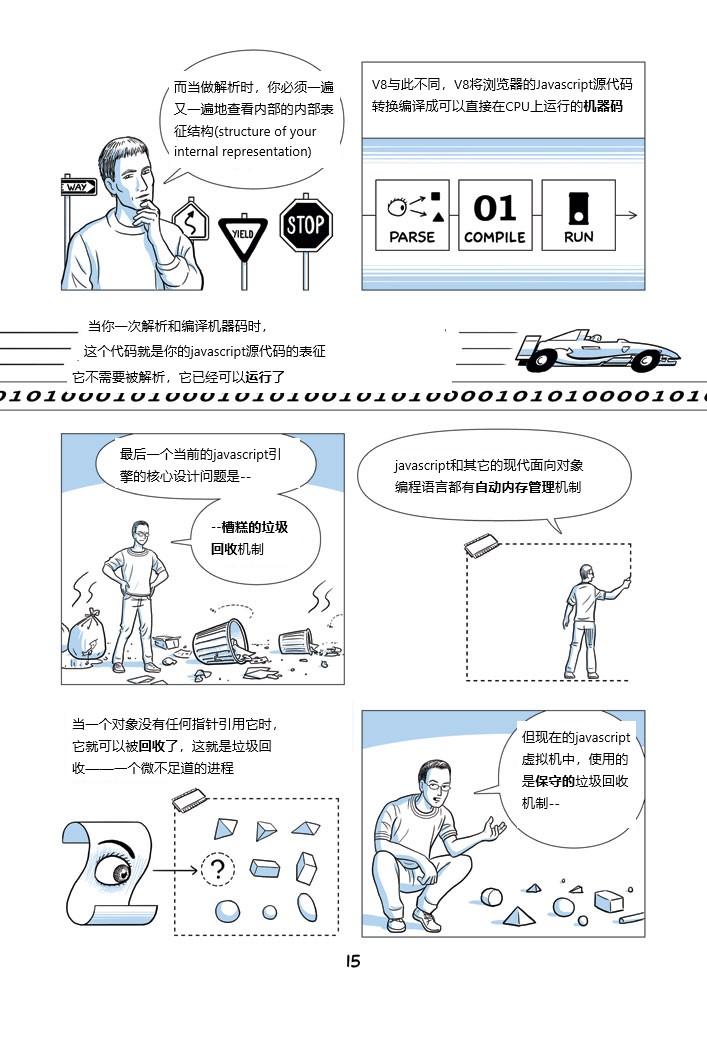 而当做解析时，你必须一遍
又一遍地查看内部的内部表
征结构(structure of your
internal representation)
WAY
YIELD
STOP
V8与此不同，V8将浏览器的Javascript源代码
转换编译成可以直接在CPU上运行的机器码
01
PARSE
COMPILE
RUN
当你一次解析和编译机器码时，
这个代码就是你的javascript源代码的表征
它不需要被解析，它已经可以运行了
最后一个当前的javascript引
擎的核心设计问题是--
--槽糕的垃圾
回收机制
javascript和其它的现代面向对象
编程语言都有自动内存管理机制
当一个对象没有任何指针引用它时，
它就可以被回收了，这就是垃圾回
收——一个微不足道的进程
?
但现在的javascript
虚拟机中，使用的
是保守的垃圾回收
机制--
15